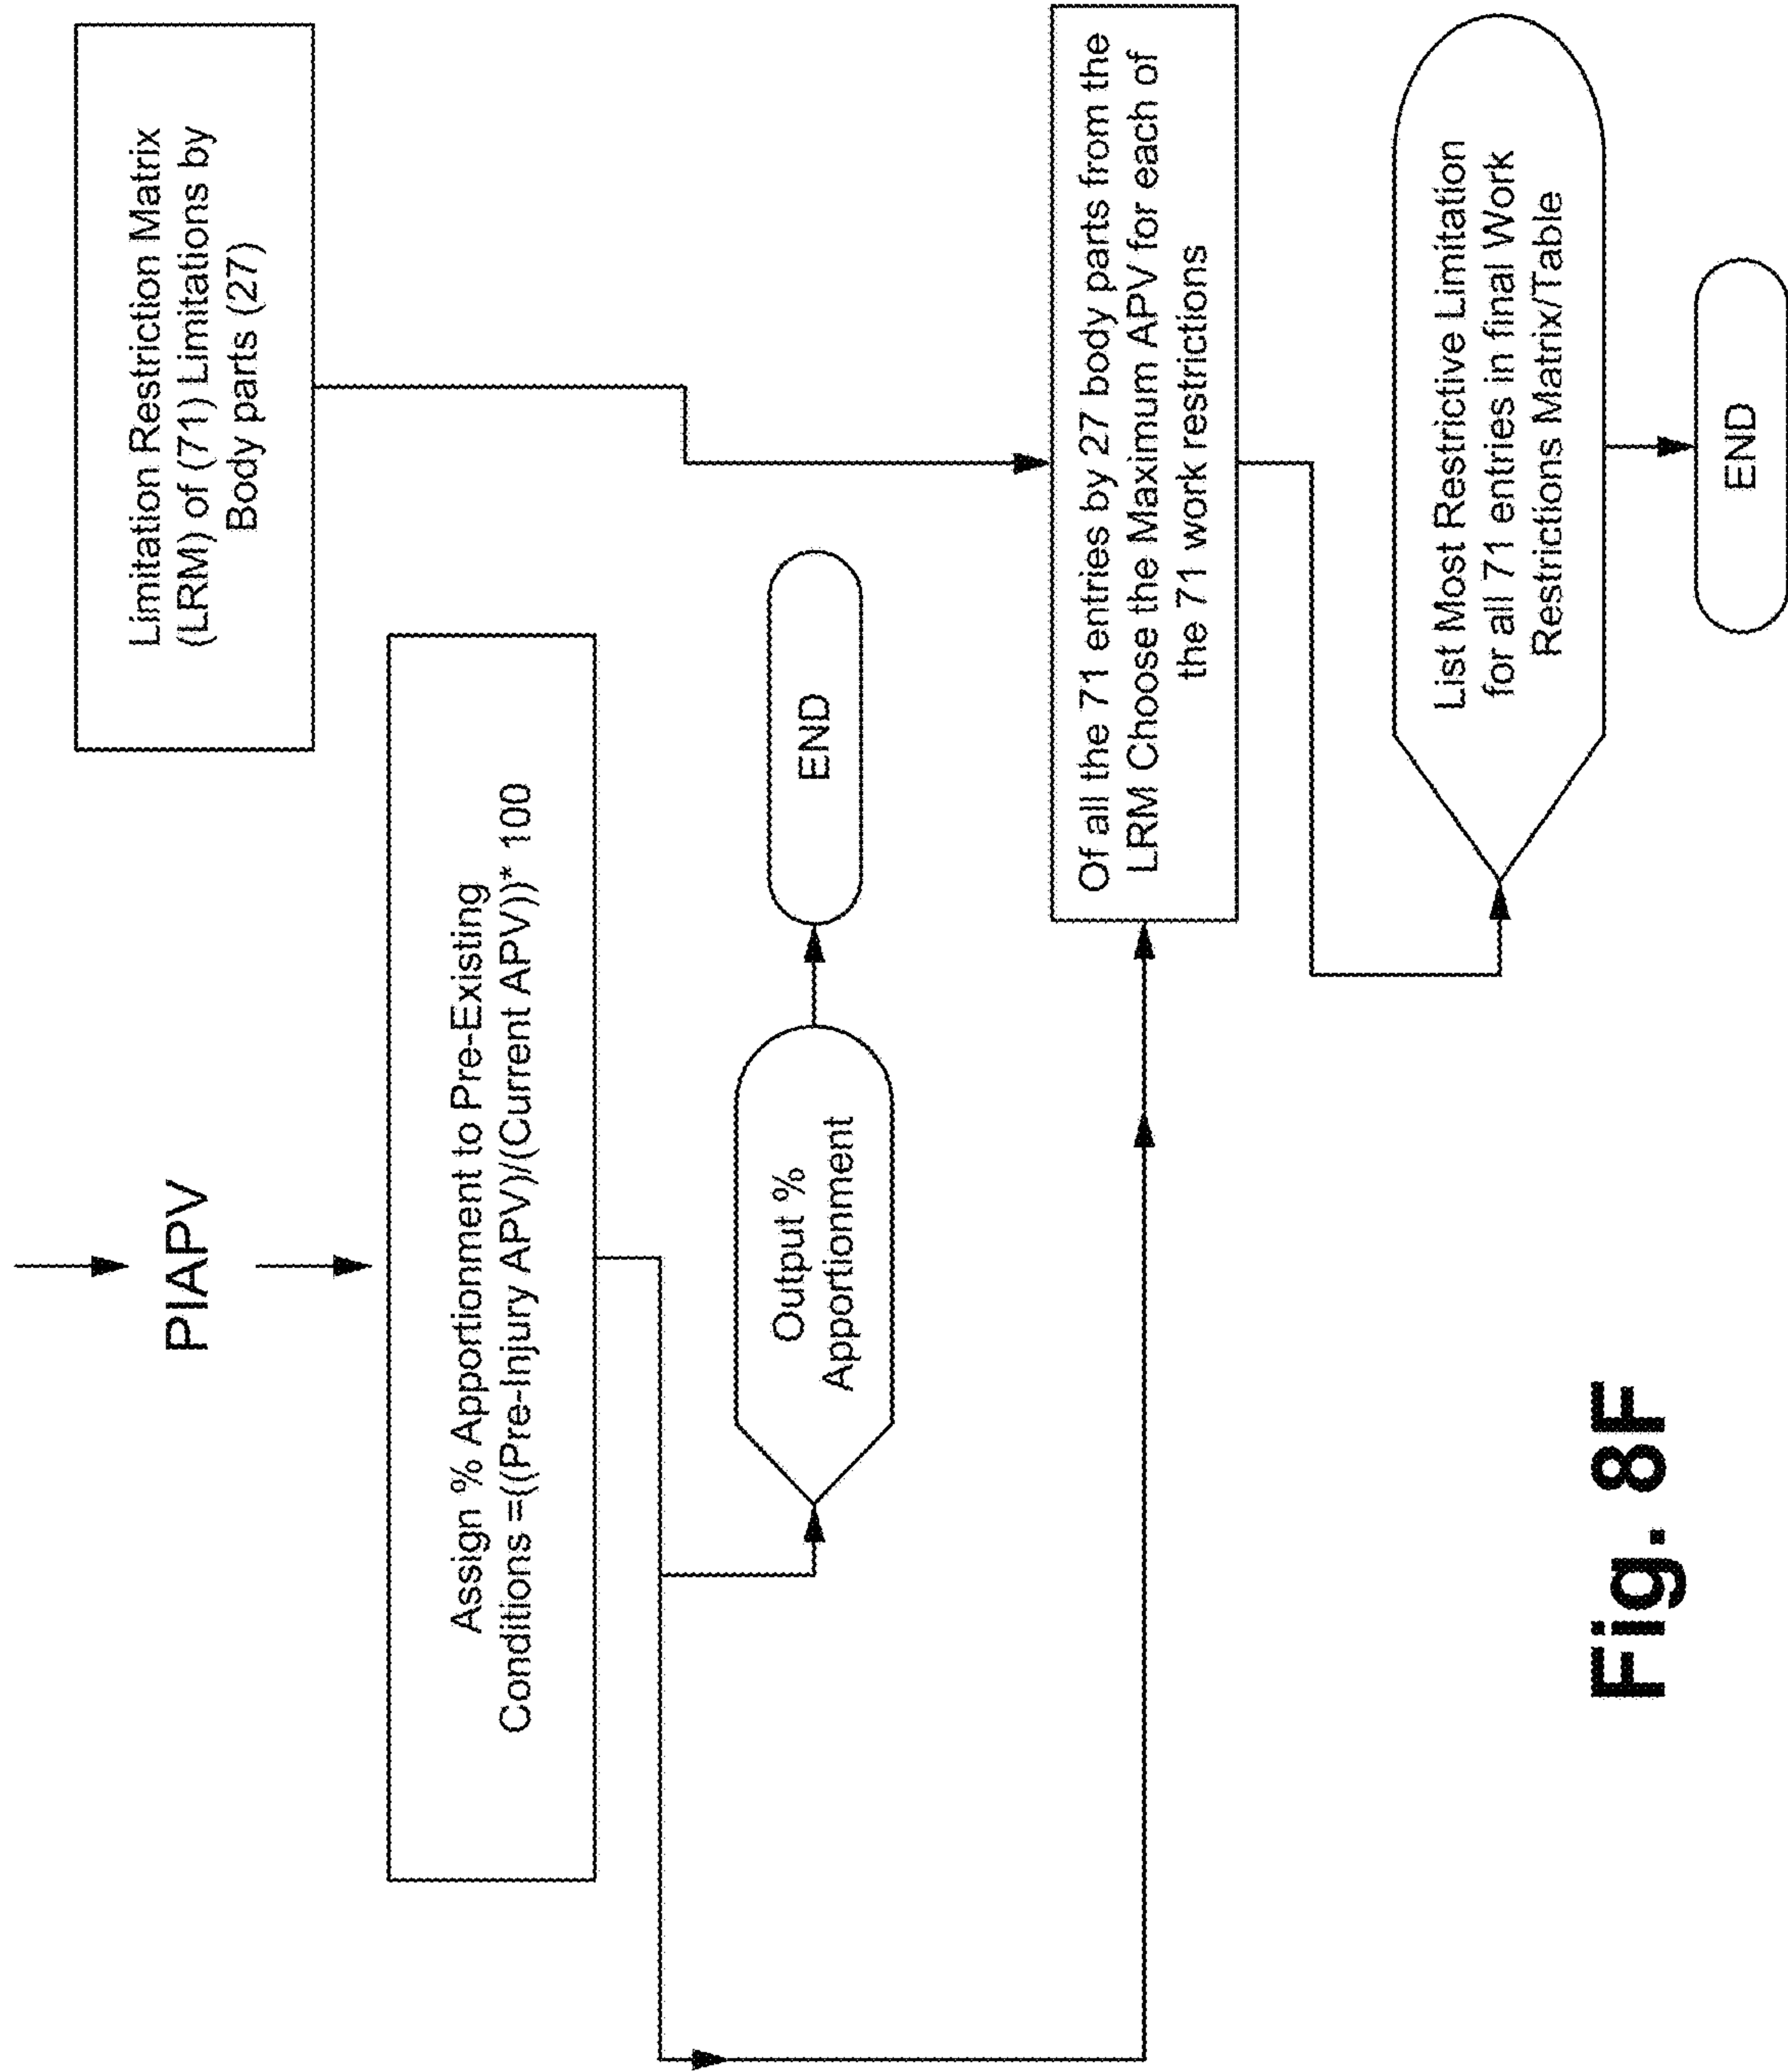 PIAPV
Limitation Restriction Matrix
(LRM) of (71) Limitations by
Body parts (27)
Assign % Apportionment to Pre-Existing
Conditions =((Pre-Injury APV)/(Current APV))* 100
Output %
Apportionment
END
Of all the 71 entries by 27 body parts from the
LRM Choose the Maximum APV for each of
the 71 work restrictions
List Most Restrictive Limitation
for all 71 entries in final Work
Restrictions Matrix/Table
END
Fig. 8F